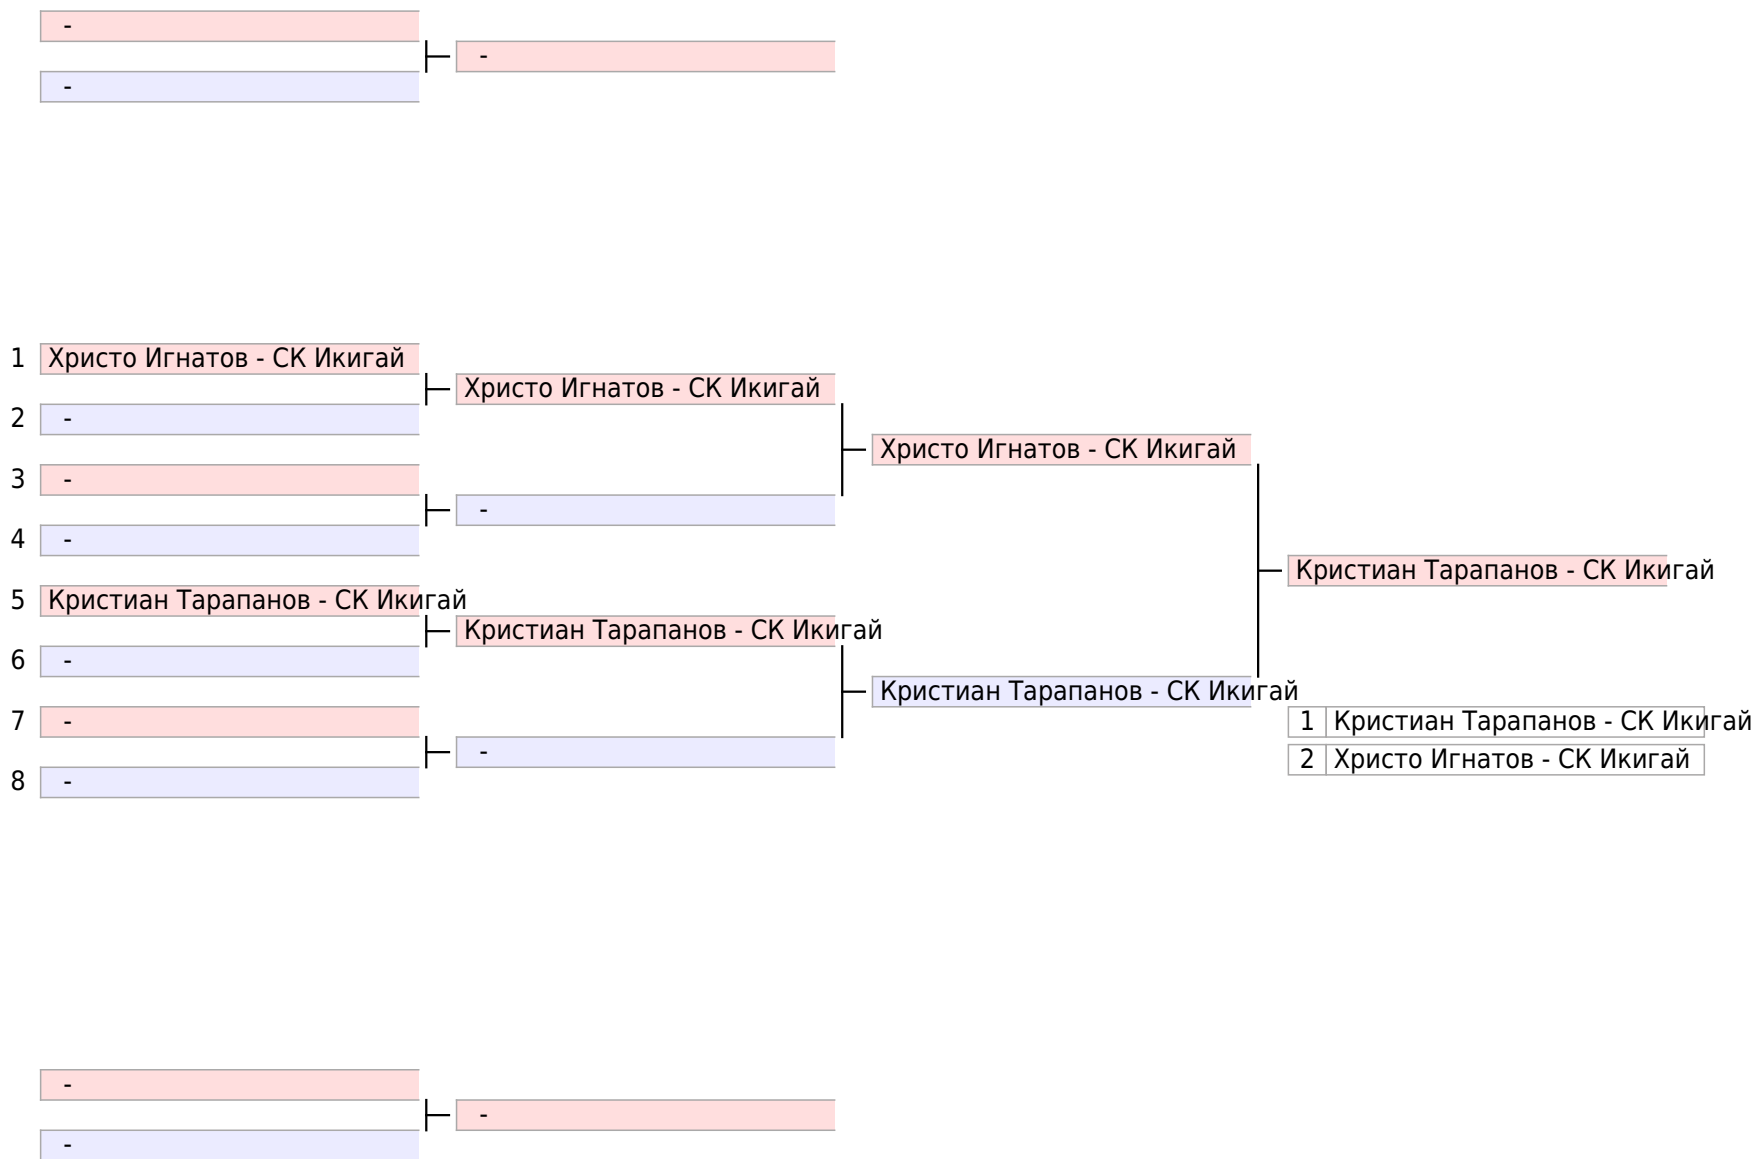 -
-
-
1 Христо Игнатов - СК Икигай
Христо Игнатов - СК Икигай
2 -
Христо Игнатов - СК Икигай
3 -
-
4 -
Кристиан Тарапанов - СК Икигай
5 Кристиан Тарапанов - СК Икигай
Кристиан Тарапанов - СК Икигай
6 -
Кристиан Тарапанов - СК Икигай
7 -
1 Кристиан Тарапанов - СК Икигай
-
2 Христо Игнатов - СК Икигай
8 -
-
-
-